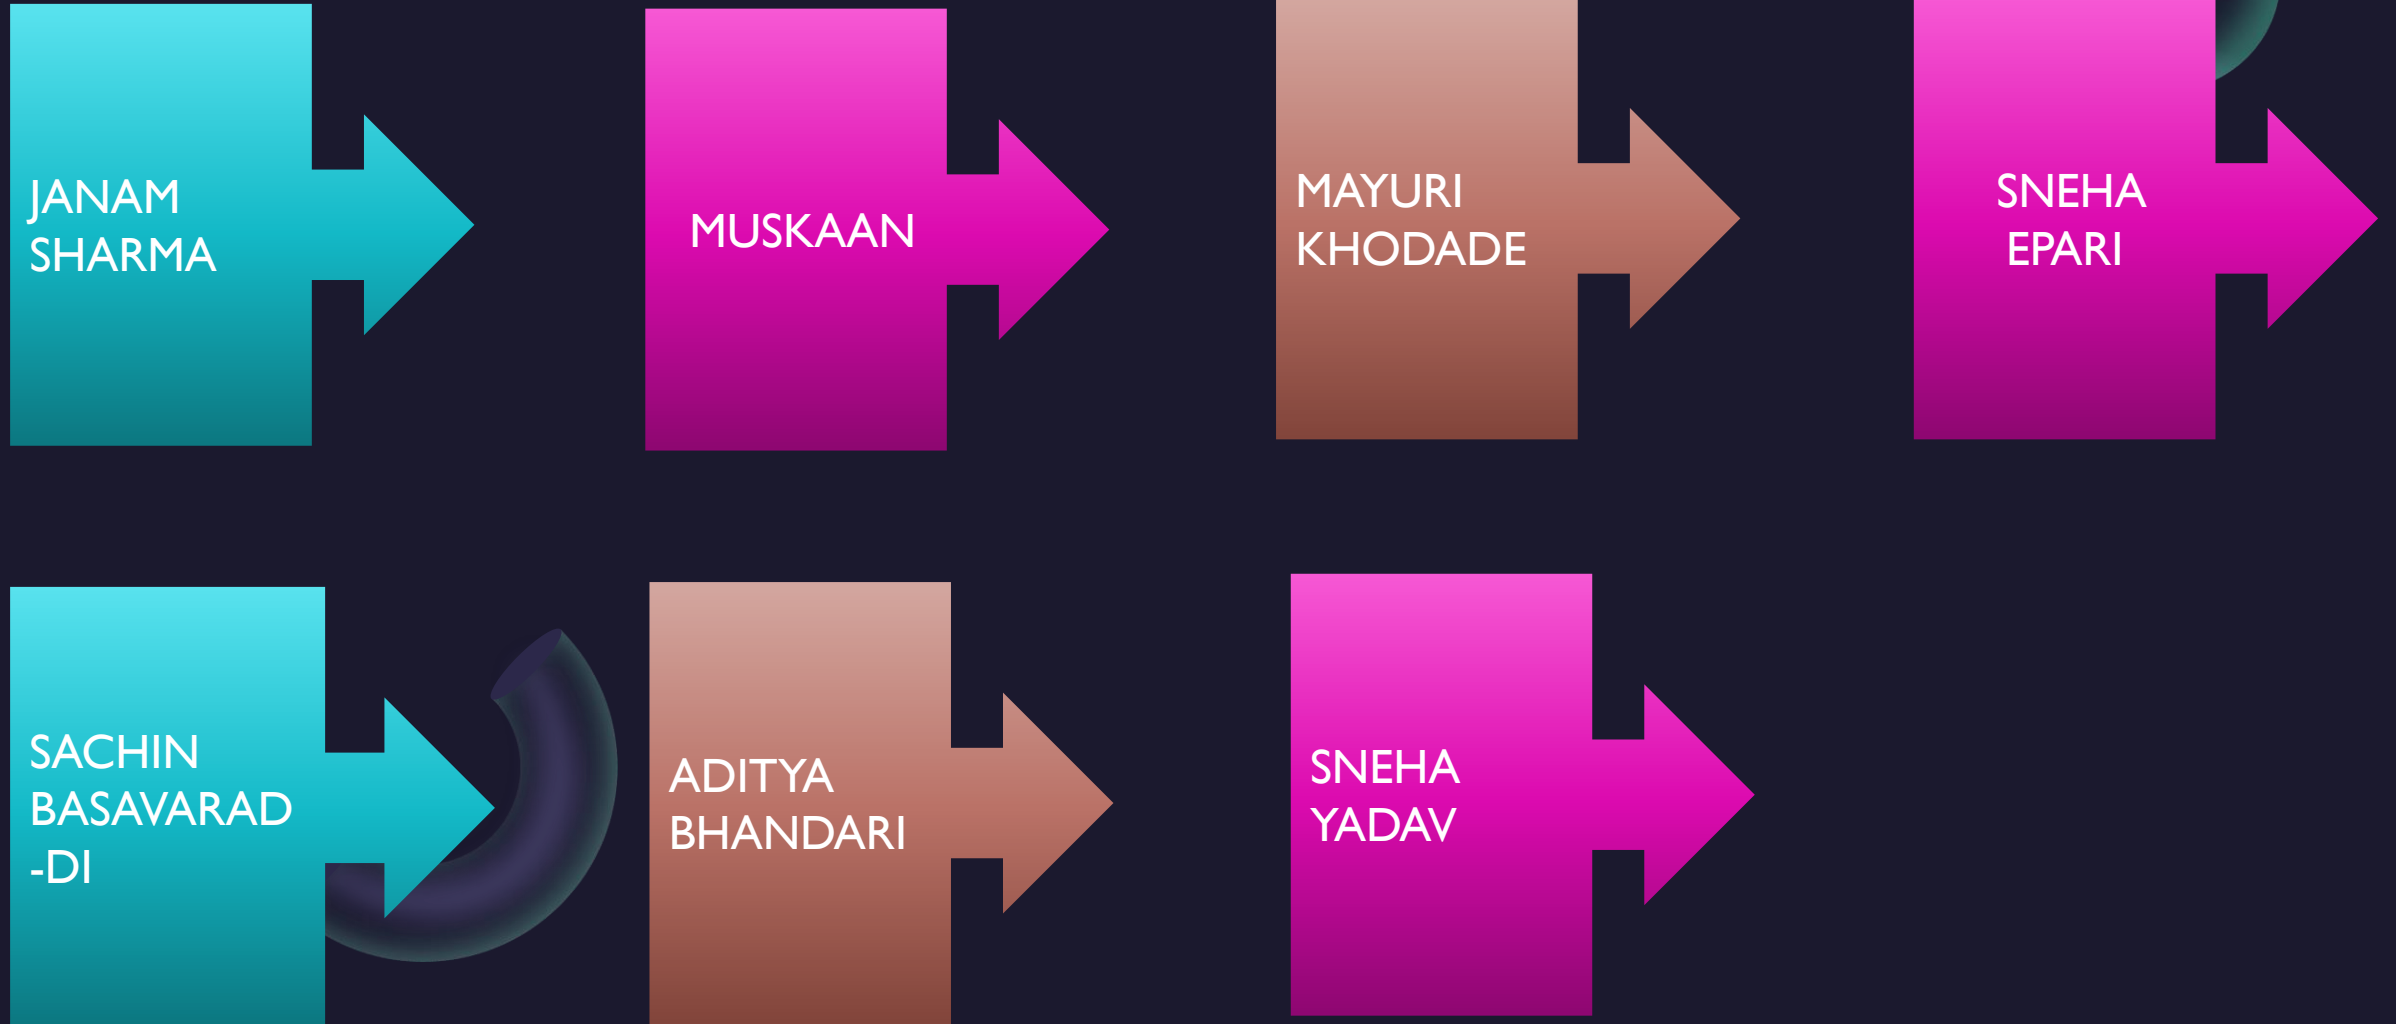 JANAM
SHARMA
MUSKAAN
MAYURI
KHODADE
SNEHA
EPARI
SACHIN
BASAVARAD
-DI
ADITYA
BHANDARI
SNEHA
YADAV